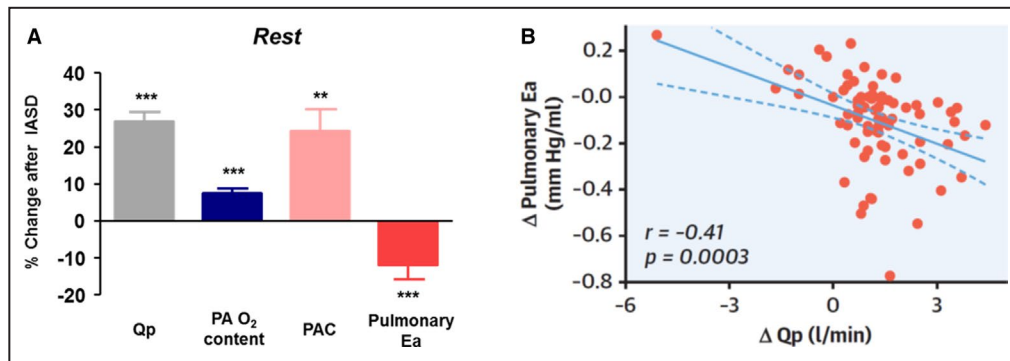 A
Rest
% Change after IASD
40
30
20
10
0
-10
-20
***
***
**
***
Qp
PA O₂
content
PAC
Pulmonary
Ea
B
Δ Pulmonary Ea
(mm Hg/ml)
0.2
-0.0
-0.2
-0.4
-0.6
-0.8
r = -0.41
p = 0.0003
-6
-3
0
3
Δ Qp (l/min)